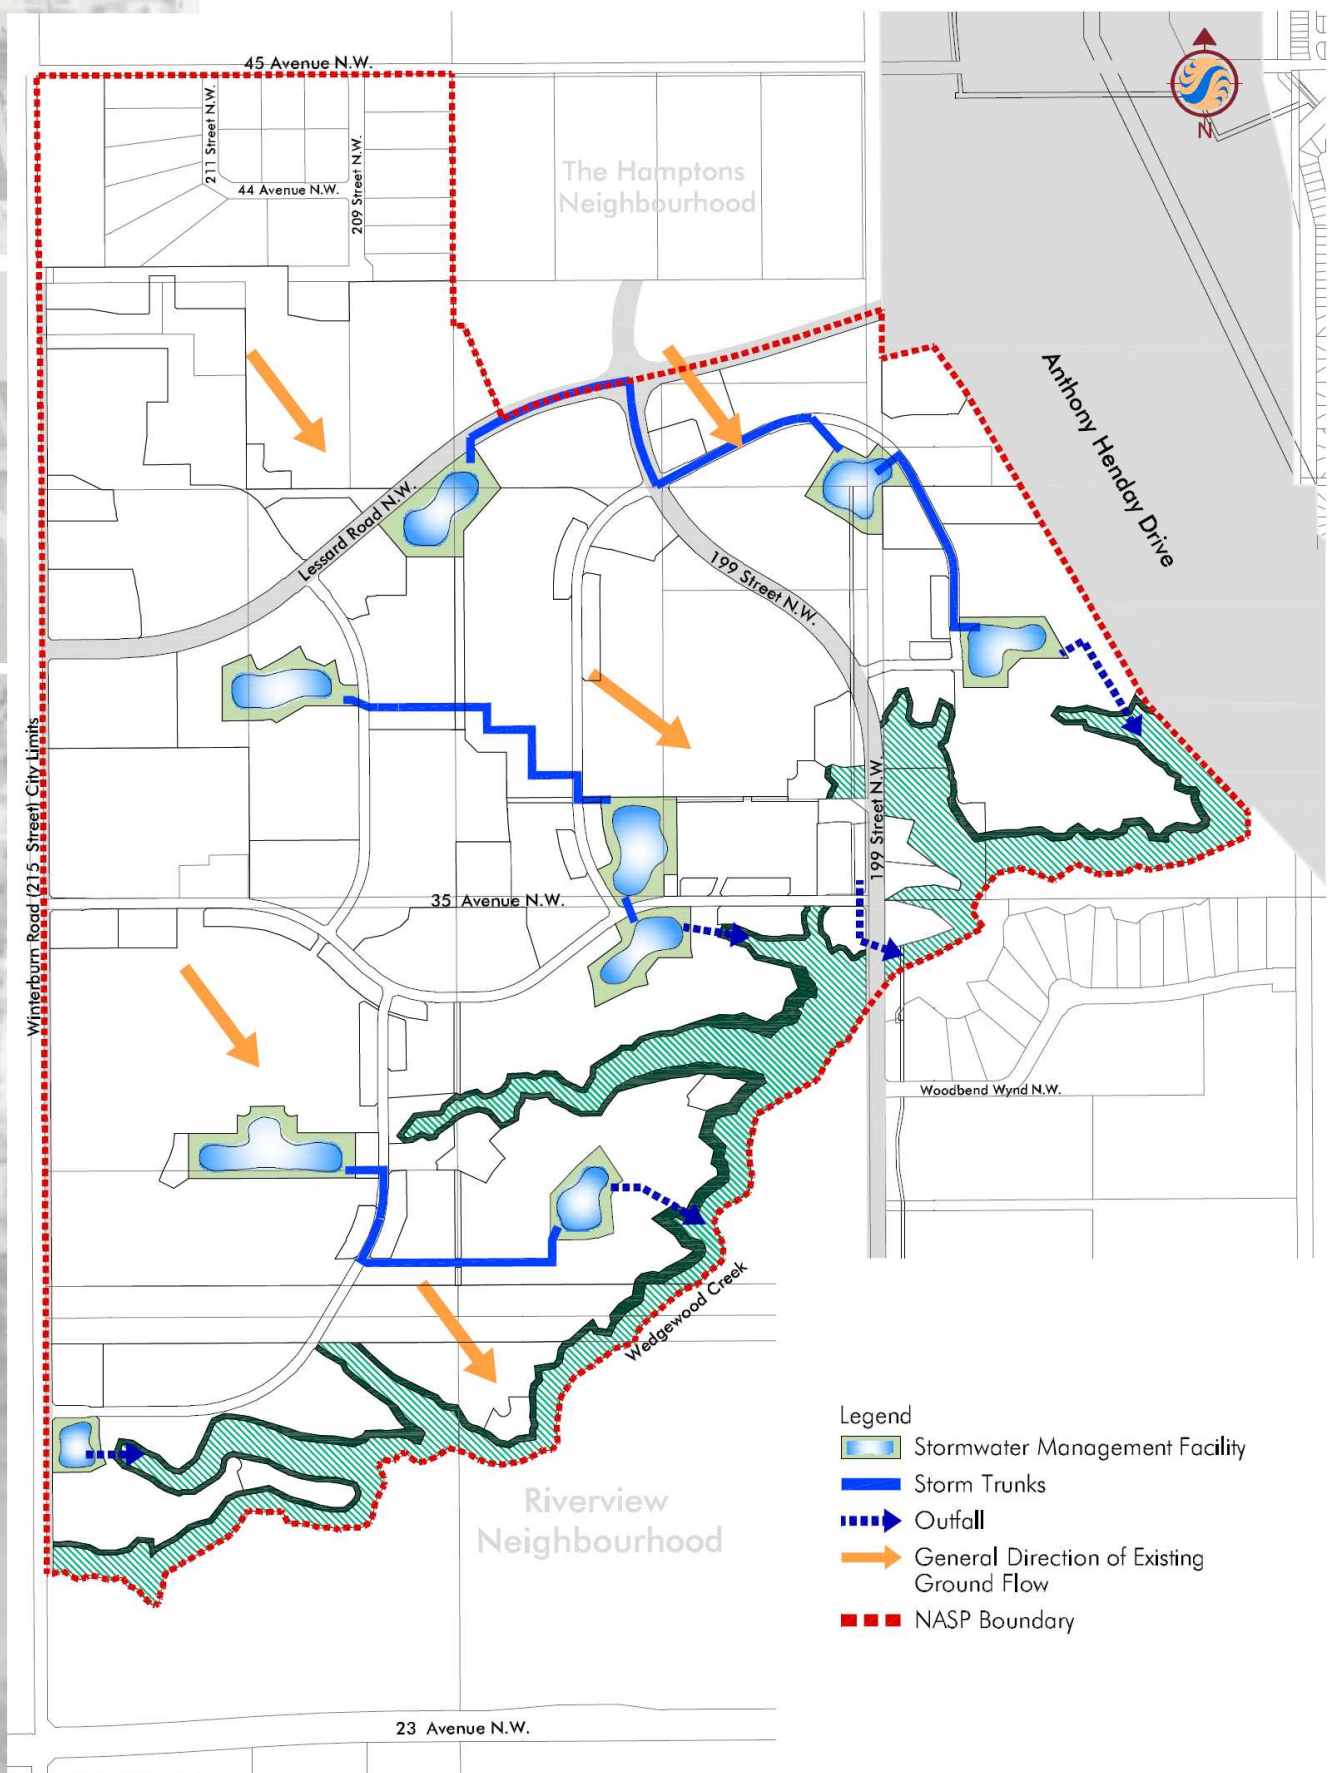 45 Avenue N.W.
211 Street N.W.
44 Avenue N.W.
209 Street N.W.
The Hamptons
Neighbourhood
N
Anthony Henday Drive
Lessard Road N.W.
199 Street N.W.
Winterburn Road (215 Street) City Limits
199 Street N.W.
35 Avenue N.W.
Woodbend Wynd N.W.
Wedgewood Creek
Riverview
Neighbourhood
Legend
Stormwater Management Facility
Storm Trunks
Outfall
General Direction of Existing
Ground Flow
NASP Boundary
23 Avenue N.W.